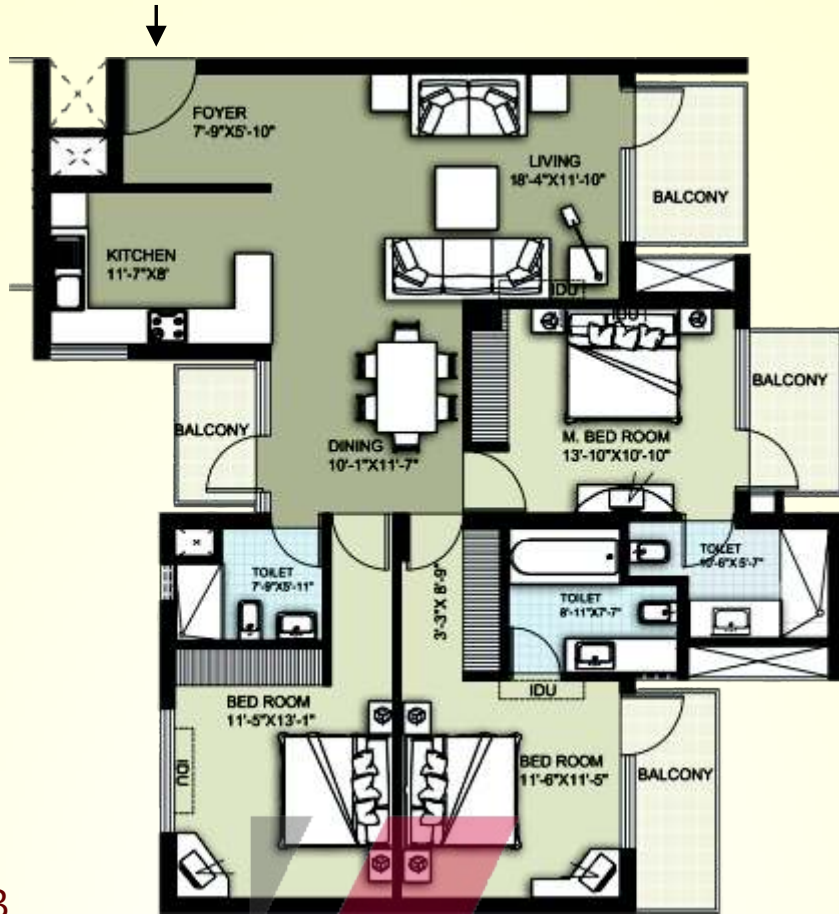 FOYER
7'-9"X5'-10"
LIVING
18'-4"X11'-10"
BALCONY
KITCHEN
11'-7"X8'
IDU
IDU
BALCONY
BALCONY
DINING
10'-1"X11'-7"
M. BED ROOM
13'-10"X10'-10"
TOILET
7'-9"X5'-11"
3'-3"X 8'-9"
TOILET
8'-11"X7'-7"
TOILET
10'-6"X 5'-7"
IDU
BED ROOM
11'-5"X13'-1"
IDU
BED ROOM
11'-6"X11'-5"
BALCONY